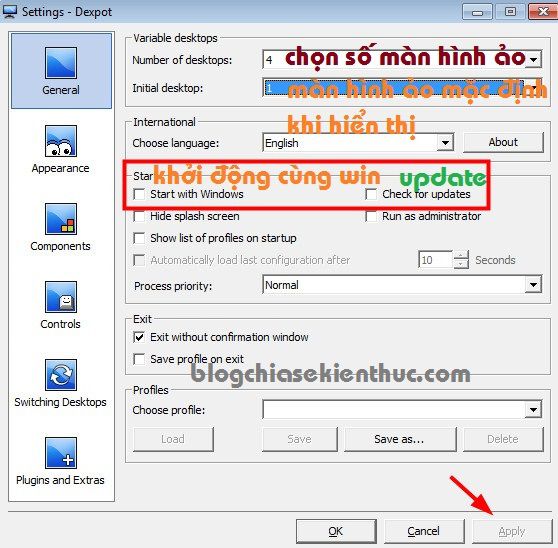 Settings - Dexpot
General
Appearance
Components
Controls
Switching Desktops
Plugins and Extras
Variable desktops
Number of desktops: 4 chọn số màn hình ảo
Initial desktop: 1 màn hình ảo mặc định
khi hiển thị
International
Choose language: English About
Star khởi động cùng win update
Start with Windows Check for updates
Hide splash screen Run as administrator
Show list of profiles on startup
Automatically load last configuration after 10 Seconds
Process priority: Normal
Exit
Exit without confirmation window
Save profile on exit
blogchiasekienthuc.com
Profiles
Choose profile:
Load Save Save as... Delete
OK Cancel Apply